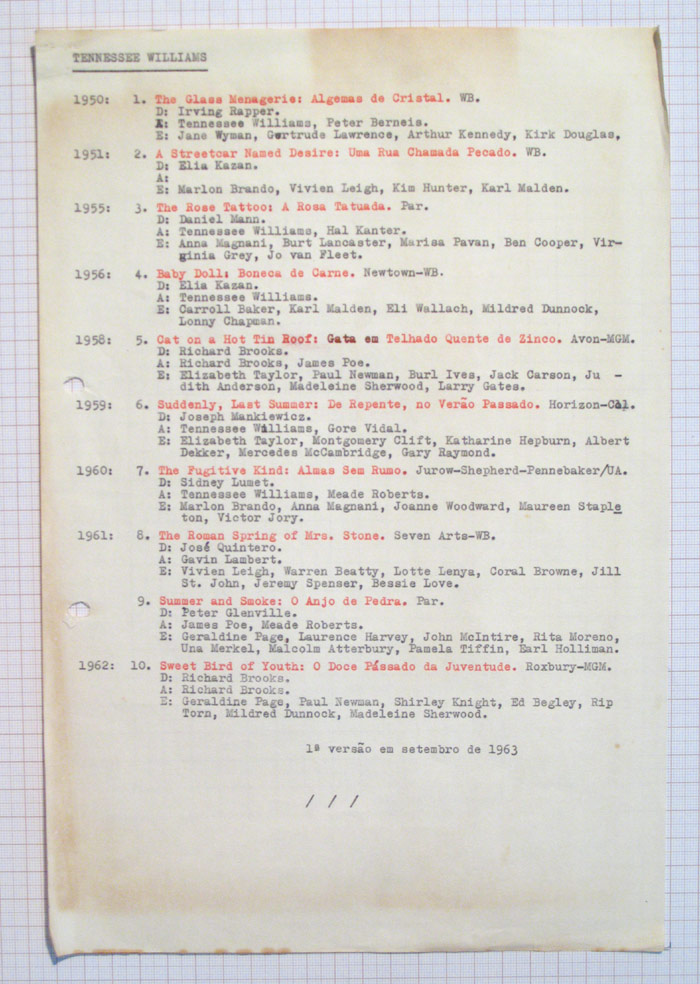 TENNESSEE WILLIAMS
1950: 1. The Glass Menagerie: Algemas de Cristal. WB.
D: Irving Rapper.
A: Tennessee Williams, Peter Berneis.
E: Jane Wyman, Gertrude Lawrence, Arthur Kennedy, Kirk Douglas.
1951: 2. A Streetcar Named Desire: Uma Rua Chamada Pecado. WB.
D: Elia Kazan.
A:
E: Marlon Brando, Vivien Leigh, Kim Hunter, Karl Malden.
1955: 3. The Rose Tattoo: A Rosa Tatuada. Par.
D: Daniel Mann.
A: Tennessee Williams, Hal Kanter.
E: Anna Magnani, Burt Lancaster, Marisa Pavan, Ben Cooper, Vir-
ginia Grey, Jo van Fleet.
1956: 4. Baby Doll: Boneca de Carne. Newtown-WB.
D: Elia Kazan.
A: Tennessee Williams.
E: Carroll Baker, Karl Malden, Eli Wallach, Mildred Dunnock,
Lonny Chapman.
1958: 5. Cat on a Hot Tin Roof: Gata em Telhado Quente de Zinco. Avon-MGM.
D: Richard Brooks.
A: Richard Brooks, James Poe.
E: Elizabeth Taylor, Paul Newman, Burl Ives, Jack Carson, Ju -
dith Anderson, Madeleine Sherwood, Larry Gates.
1959: 6. Suddenly, Last Summer: De Repente, no Verão Passado. Horizon-Col.
D: Joseph Mankiewicz.
A: Tennessee Williams, Gore Vidal.
E: Elizabeth Taylor, Montgomery Clift, Katharine Hepburn, Albert
Dekker, Mercedes McCambridge, Gary Raymond.
1960: 7. The Fugitive Kind: Almas Sem Rumo. Jurow-Shepherd-Pennebaker/UA.
D: Sidney Lumet.
A: Tennessee Williams, Meade Roberts.
E: Marlon Brando, Anna Magnani, Joanne Woodward, Maureen Staple
ton, Victor Jory.
1961: 8. The Roman Spring of Mrs. Stone. Seven Arts-WB.
D: José Quintero.
A: Gavin Lambert.
E: Vivien Leigh, Warren Beatty, Lotte Lenya, Coral Browne, Jill
St. John, Jeremy Spenser, Bessie Love.
9. Summer and Smoke: O Anjo de Pedra. Par.
D: Peter Glenville.
A: James Poe, Meade Roberts.
E: Geraldine Page, Laurence Harvey, John McIntire, Rita Moreno,
Una Merkel, Malcolm Atterbury, Pamela Tiffin, Earl Holliman.
1962: 10. Sweet Bird of Youth: O Doce Pássado da Juventude. Roxbury-MGM.
D: Richard Brooks.
A: Richard Brooks.
E: Geraldine Page, Paul Newman, Shirley Knight, Ed Begley, Rip
Torn, Mildred Dunnock, Madeleine Sherwood.
1ª versão em setembro de 1963
/ / /